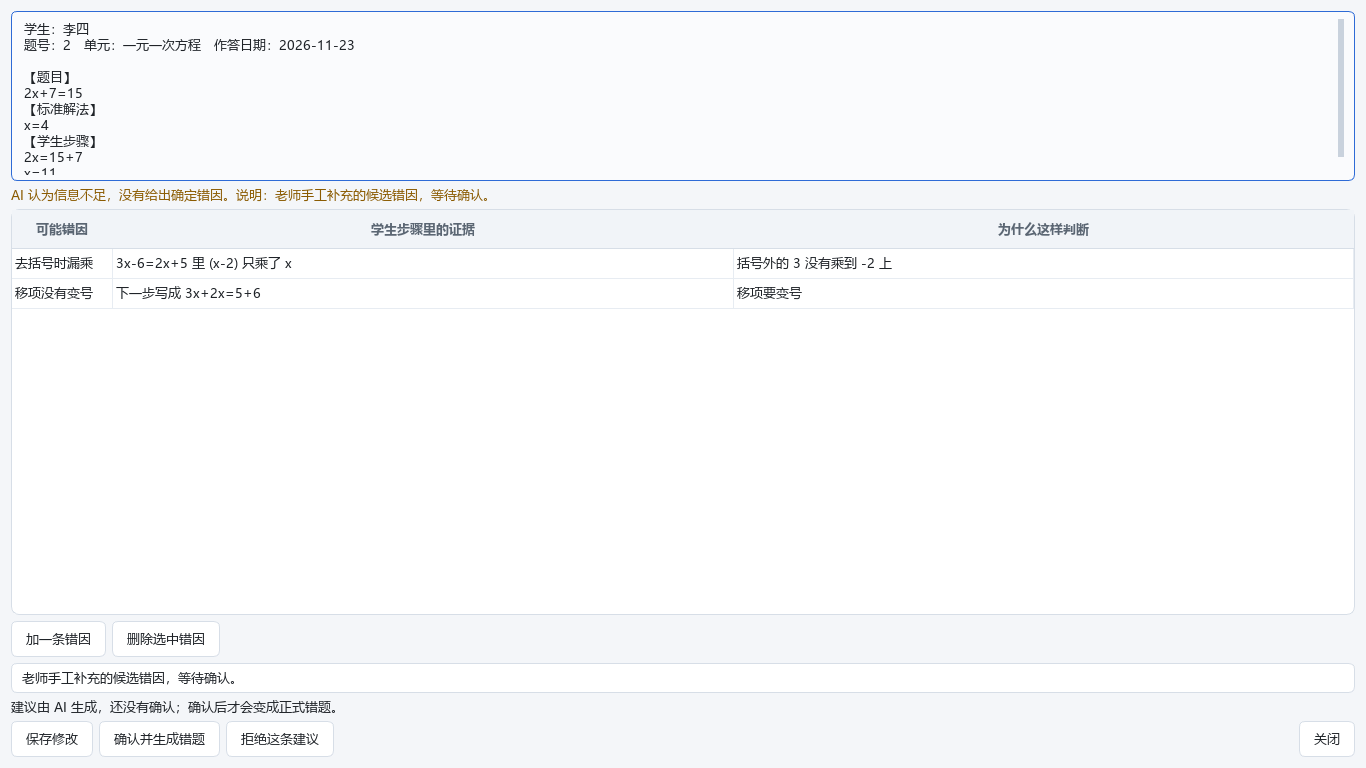 学生：李四
题号：2　单元：一元一次方程　作答日期：2026-11-23
【题目】
2x+7=15
【标准解法】
x=4
【学生步骤】
2x=15+7
x=11
AI 认为信息不足，没有给出确定错因。说明：老师手工补充的候选错因，等待确认。
可能错因 学生步骤里的证据 为什么这样判断
去括号时漏乘 3x-6=2x+5 里 (x-2) 只乘了 x 括号外的 3 没有乘到 -2 上
移项没有变号 下一步写成 3x+2x=5+6 移项要变号
加一条错因 删除选中错因
老师手工补充的候选错因，等待确认。
建议由 AI 生成，还没有确认；确认后才会变成正式错题。
保存修改 确认并生成错题 拒绝这条建议 关闭